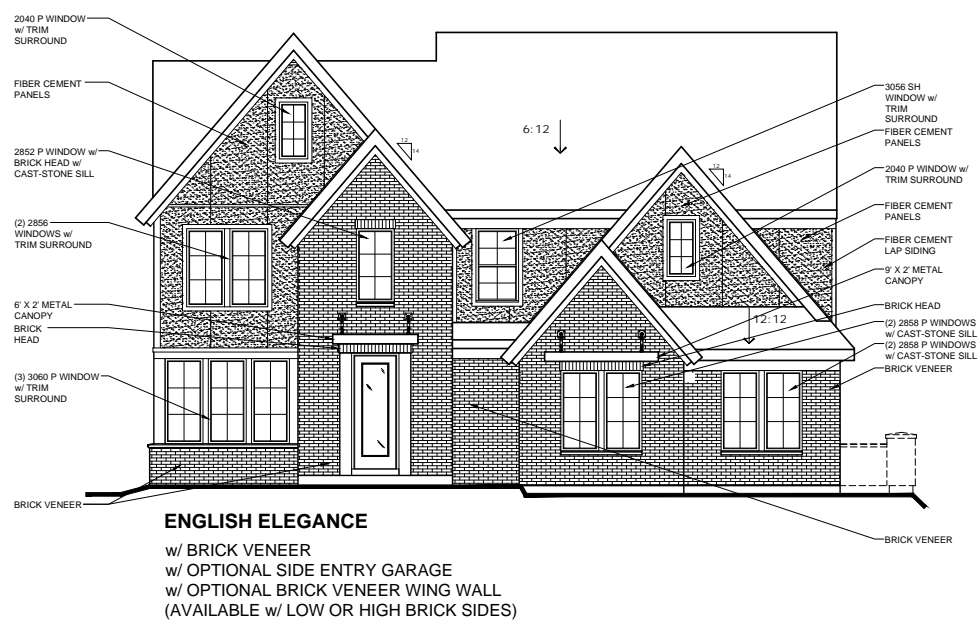 2040 P WINDOW
w/ TRIM
SURROUND
FIBER CEMENT
PANELS
2852 P WINDOW w/
BRICK HEAD w/
CAST-STONE SILL
(2) 2856
WINDOWS w/
TRIM SURROUND
6' X 2' METAL
CANOPY
BRICK
HEAD
(3) 3060 P WINDOW
w/ TRIM
SURROUND
BRICK VENEER
12
14
6:12
12
14
12:12
3056 SH
WINDOW w/
TRIM
SURROUND
FIBER CEMENT
PANELS
2040 P WINDOW w/
TRIM SURROUND
FIBER CEMENT
PANELS
FIBER CEMENT
LAP SIDING
9' X 2' METAL
CANOPY
BRICK HEAD
(2) 2858 P WINDOWS
w/ CAST-STONE SILL
(2) 2858 P WINDOWS
w/ CAST-STONE SILL
BRICK VENEER
BRICK VENEER
ENGLISH ELEGANCE
w/ BRICK VENEER
w/ OPTIONAL SIDE ENTRY GARAGE
w/ OPTIONAL BRICK VENEER WING WALL
(AVAILABLE w/ LOW OR HIGH BRICK SIDES)